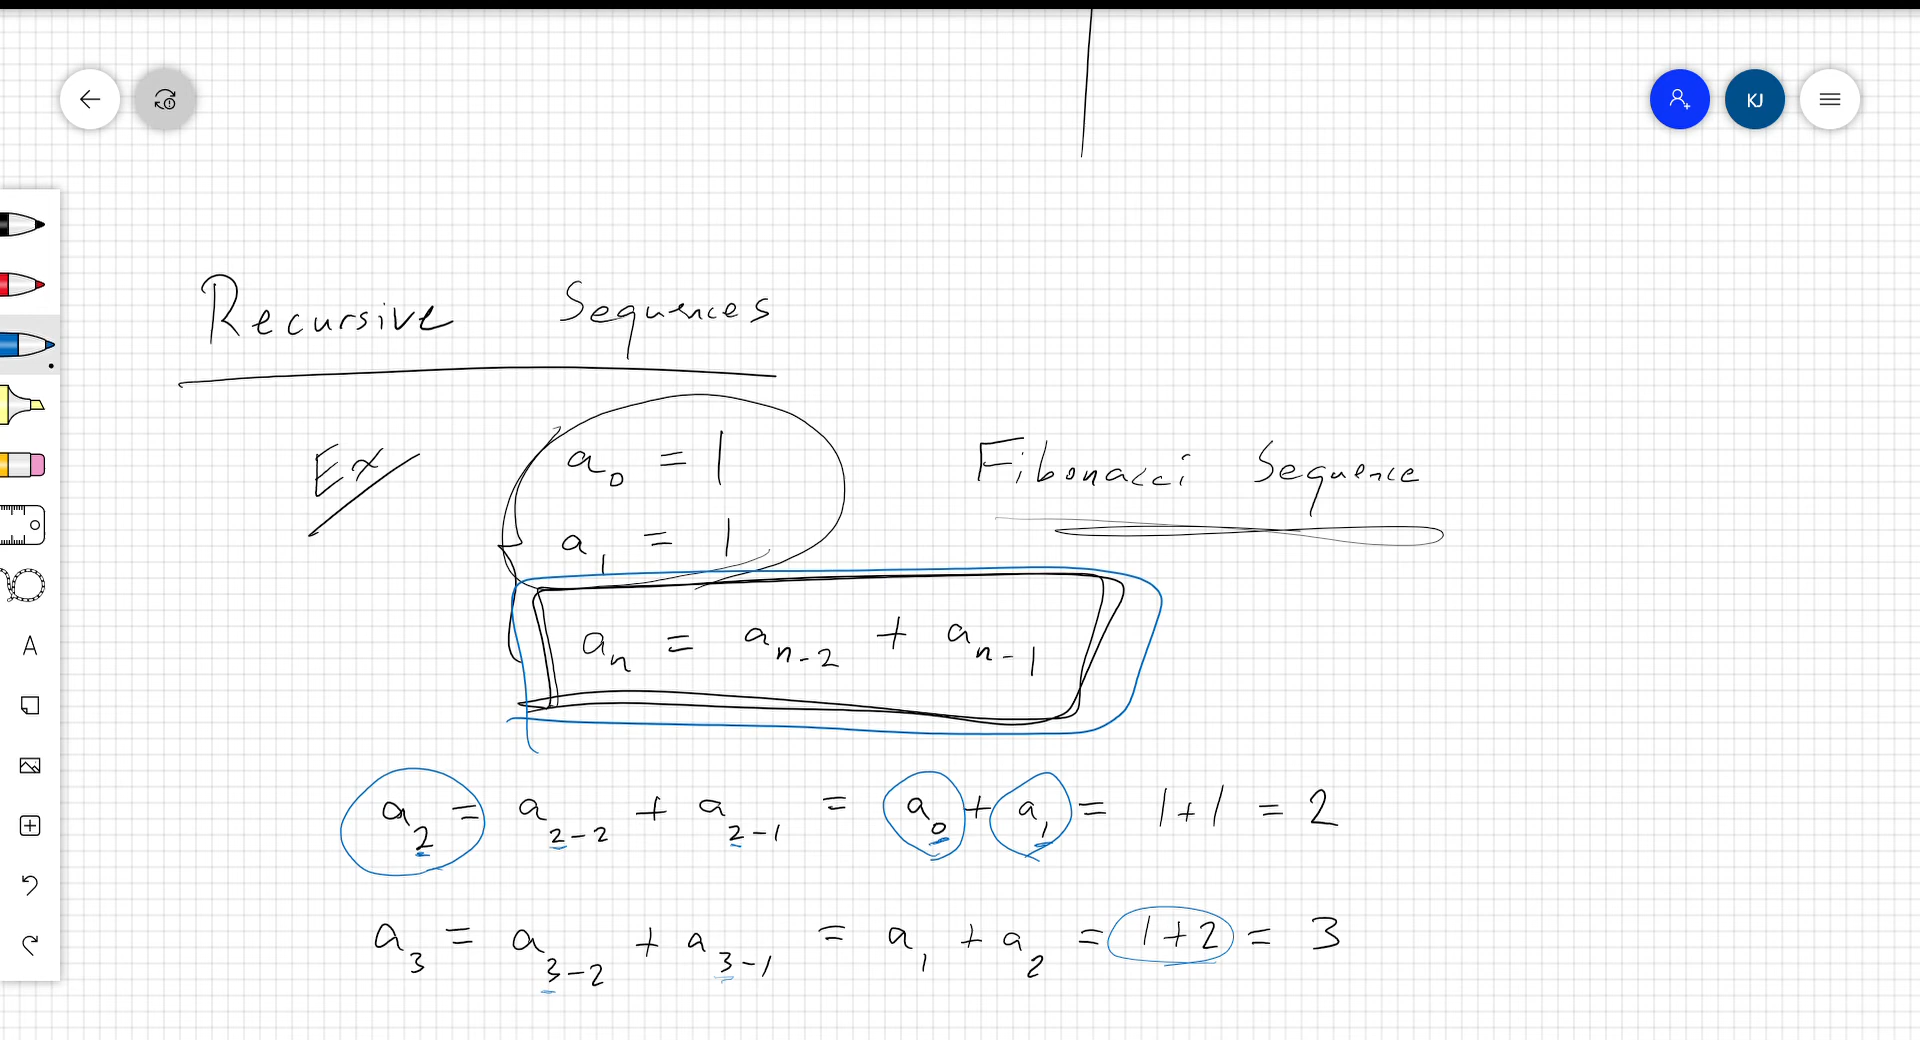 KJ
Recursive Sequences
Ex a₀ = 1 Fibonacci Sequence
a₁ = 1
aₙ = aₙ₋₂ + aₙ₋₁
a₂ = a₂₋₂ + a₂₋₁ = a₀ + a₁ = 1+1 = 2
a₃ = a₃₋₂ + a₃₋₁ = a₁ + a₂ = 1+2 = 3
A